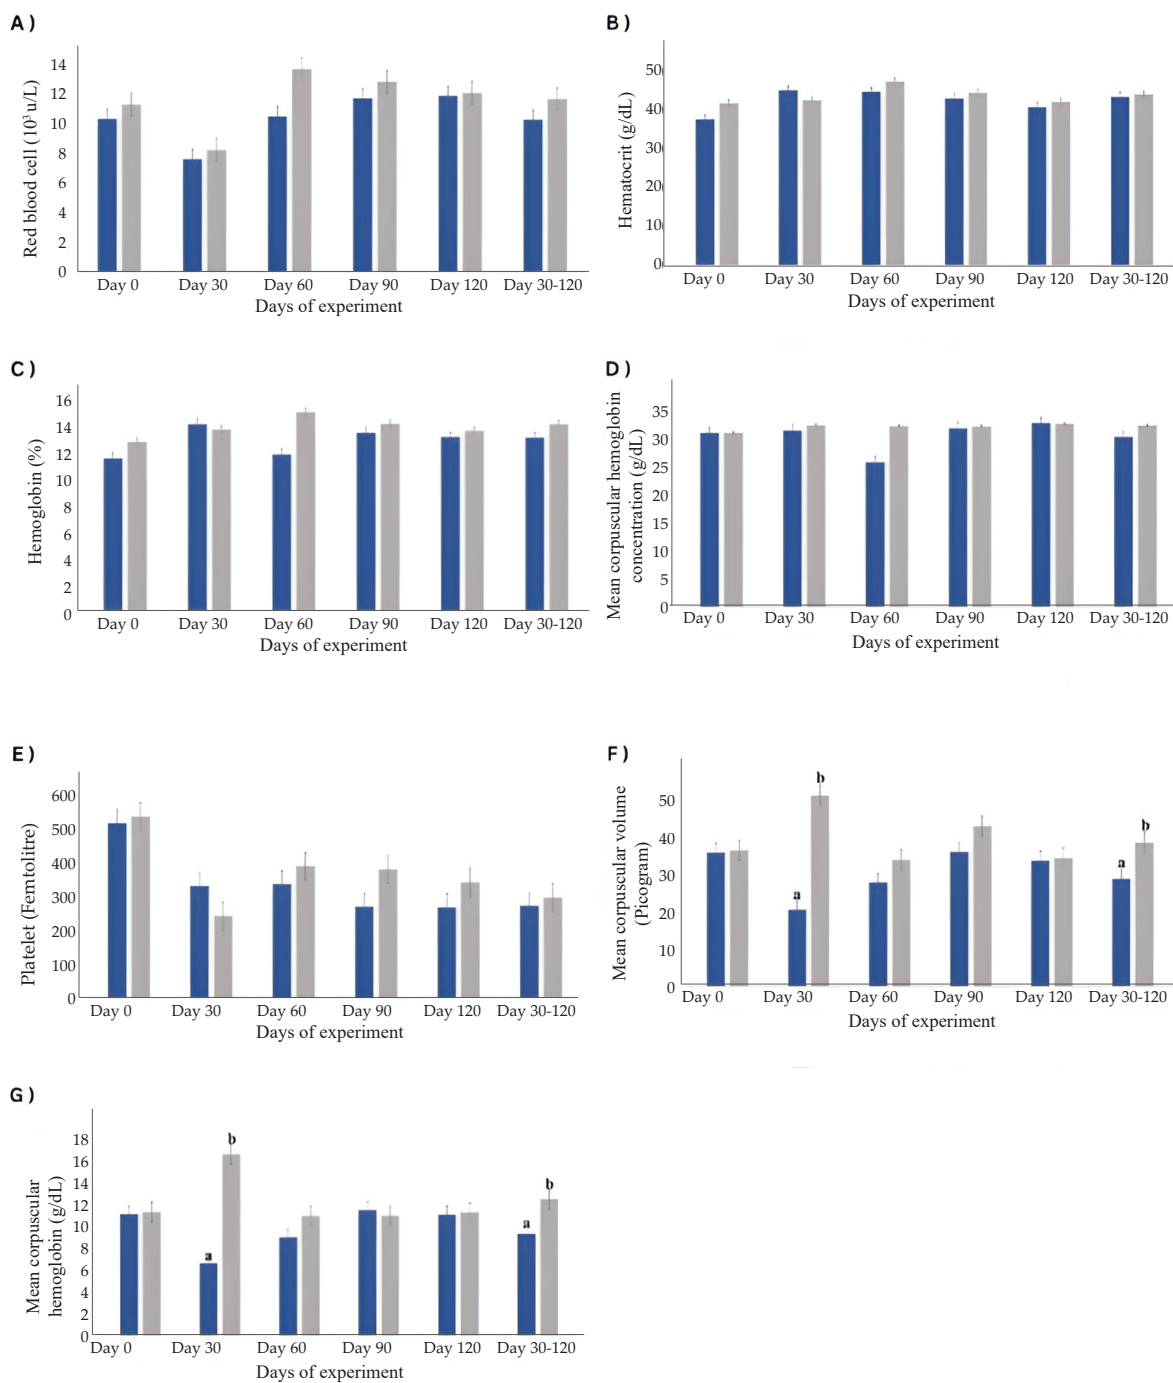 A)
Red blood cell (10³ u/L)
14
12
10
8
6
4
2
0
Day 0 Day 30 Day 60 Day 90 Day 120 Day 30-120
Days of experiment
B)
Hematocrit (g/dL)
50
40
30
20
10
0
Day 0 Day 30 Day 60 Day 90 Day 120 Day 30-120
Days of experiment
C)
Hemoglobin (%)
16
14
12
10
8
6
4
2
0
Day 0 Day 30 Day 60 Day 90 Day 120 Day 30-120
Days of experiment
D)
Mean corpuscular hemoglobin
concentration (g/dL)
35
30
25
20
15
10
5
0
Day 0 Day 30 Day 60 Day 90 Day 120 Day 30-120
Days of experiment
E)
Platelet (Femtolitre)
600
500
400
300
200
100
0
Day 0 Day 30 Day 60 Day 90 Day 120 Day 30-120
Days of experiment
F)
Mean corpuscular volume
(Picogram)
50
40
30
20
10
0
a
b
a
b
Day 0 Day 30 Day 60 Day 90 Day 120 Day 30-120
Days of experiment
G)
Mean corpuscular
hemoglobin (g/dL)
18
16
14
12
10
8
6
4
2
0
a
b
a
b
Day 0 Day 30 Day 60 Day 90 Day 120 Day 30-120
Days of experiment